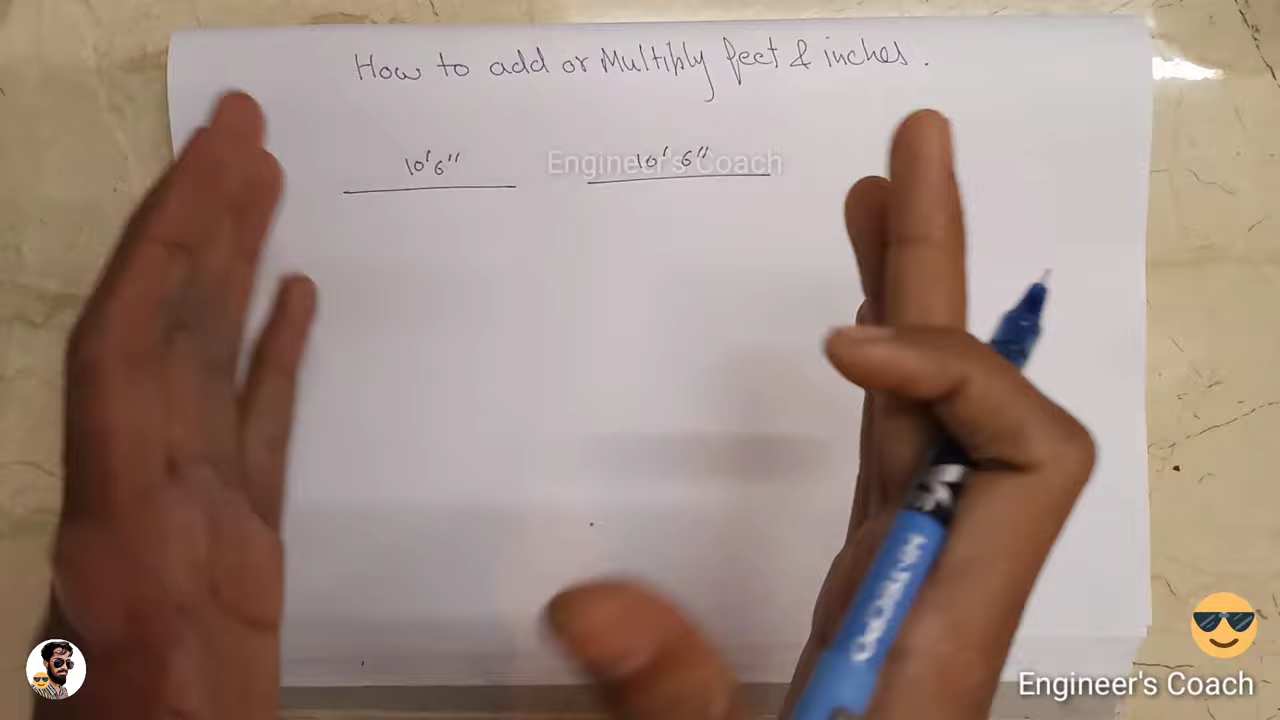 How to add or Multiply feet & inches.
10'6" 10' 6"
Engineer's Coach
Engineer's Coach